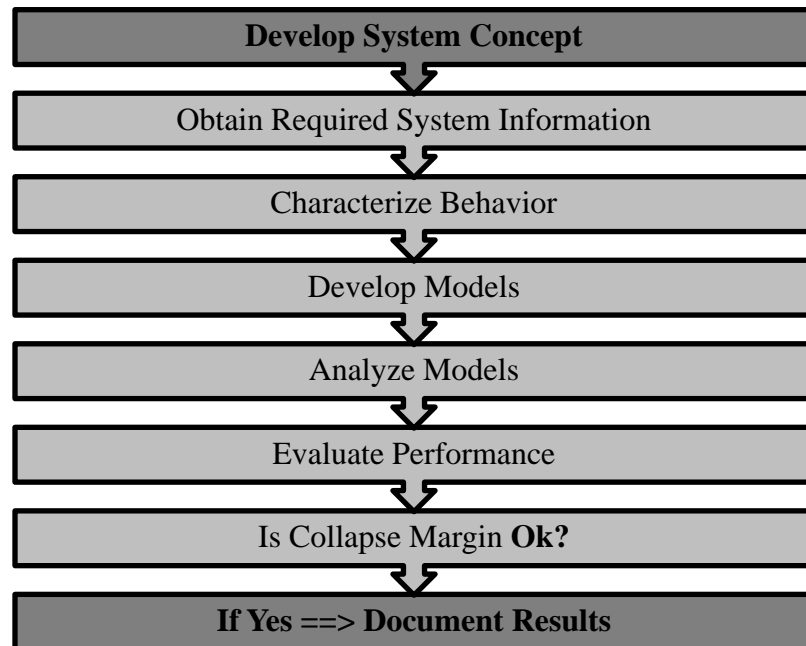 Develop System Concept
Obtain Required System Information
Characterize Behavior
Develop Models
Analyze Models
Evaluate Performance
Is Collapse Margin Ok?
If Yes ==> Document Results